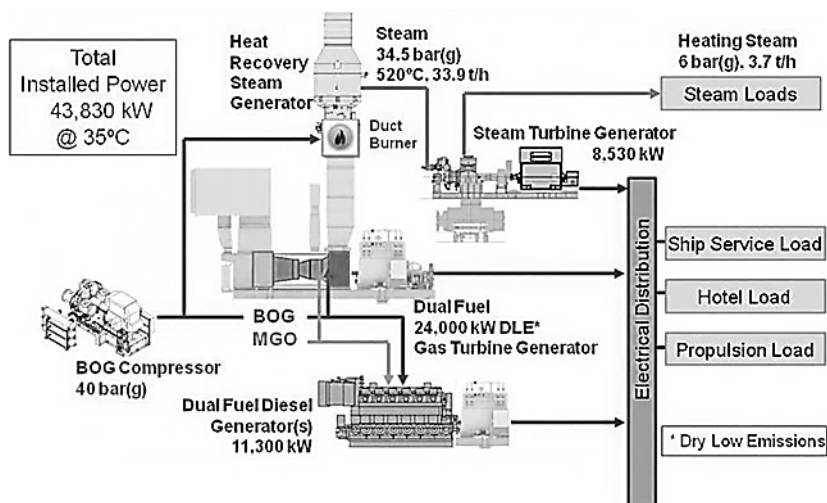 Total
Installed Power
43,830 kW
@ 35ºC
Heat
Recovery
Steam
Generator
Steam
34.5 bar(g)
520ºC, 33.9 t/h
Heating Steam
6 bar(g), 3.7 t/h
Steam Loads
Duct
Burner
Steam Turbine Generator
8,530 kW
Electrical Distribution
Ship Service Load
Hotel Load
Propulsion Load
BOG
MGO
Dual Fuel
24,000 kW DLE*
Gas Turbine Generator
BOG Compressor
40 bar(g)
Dual Fuel Diesel
Generator(s)
11,300 kW
* Dry Low Emissions